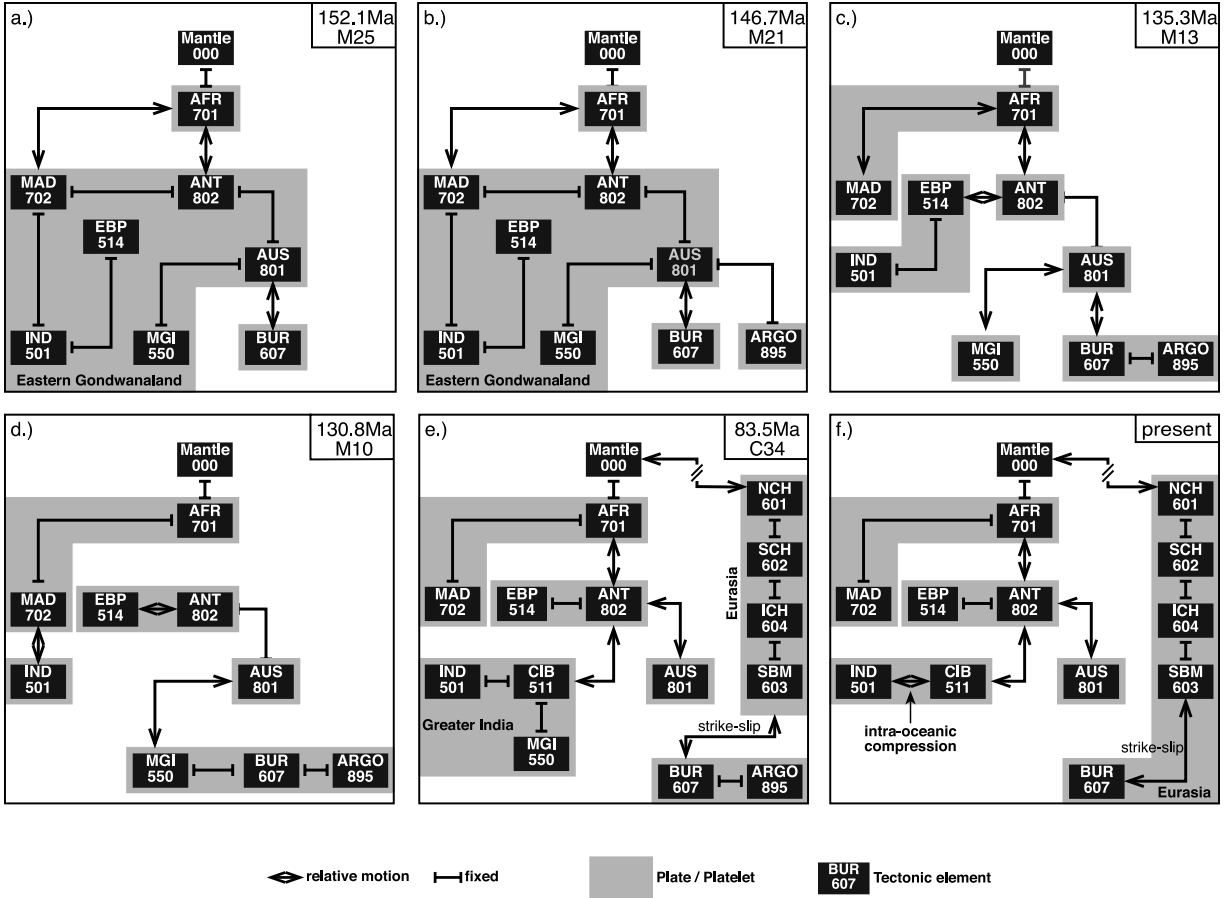 a.)
152.1Ma
M25
Mantle
000
AFR
701
MAD
702
ANT
802
EBP
514
AUS
801
IND
501
MGI
550
BUR
607
Eastern Gondwanaland
b.)
146.7Ma
M21
Mantle
000
AFR
701
MAD
702
ANT
802
EBP
514
AUS
801
IND
501
MGI
550
BUR
607
ARGO
895
Eastern Gondwanaland
c.)
135.3Ma
M13
Mantle
000
AFR
701
MAD
702
EBP
514
ANT
802
IND
501
AUS
801
MGI
550
BUR
607
ARGO
895
d.)
130.8Ma
M10
Mantle
000
AFR
701
MAD
702
EBP
514
ANT
802
IND
501
AUS
801
MGI
550
BUR
607
ARGO
895
e.)
83.5Ma
C34
Mantle
000
NCH
601
AFR
701
SCH
602
Eurasia
MAD
702
EBP
514
ANT
802
ICH
604
IND
501
CIB
511
AUS
801
SBM
603
Greater India
MGI
550
strike-slip
BUR
607
ARGO
895
f.)
present
Mantle
000
NCH
601
AFR
701
SCH
602
MAD
702
EBP
514
ANT
802
ICH
604
IND
501
CIB
511
AUS
801
SBM
603
intra-oceanic
compression
strike-slip
BUR
607
Eurasia
relative motion
fixed
Plate / Platelet
BUR
607
Tectonic element